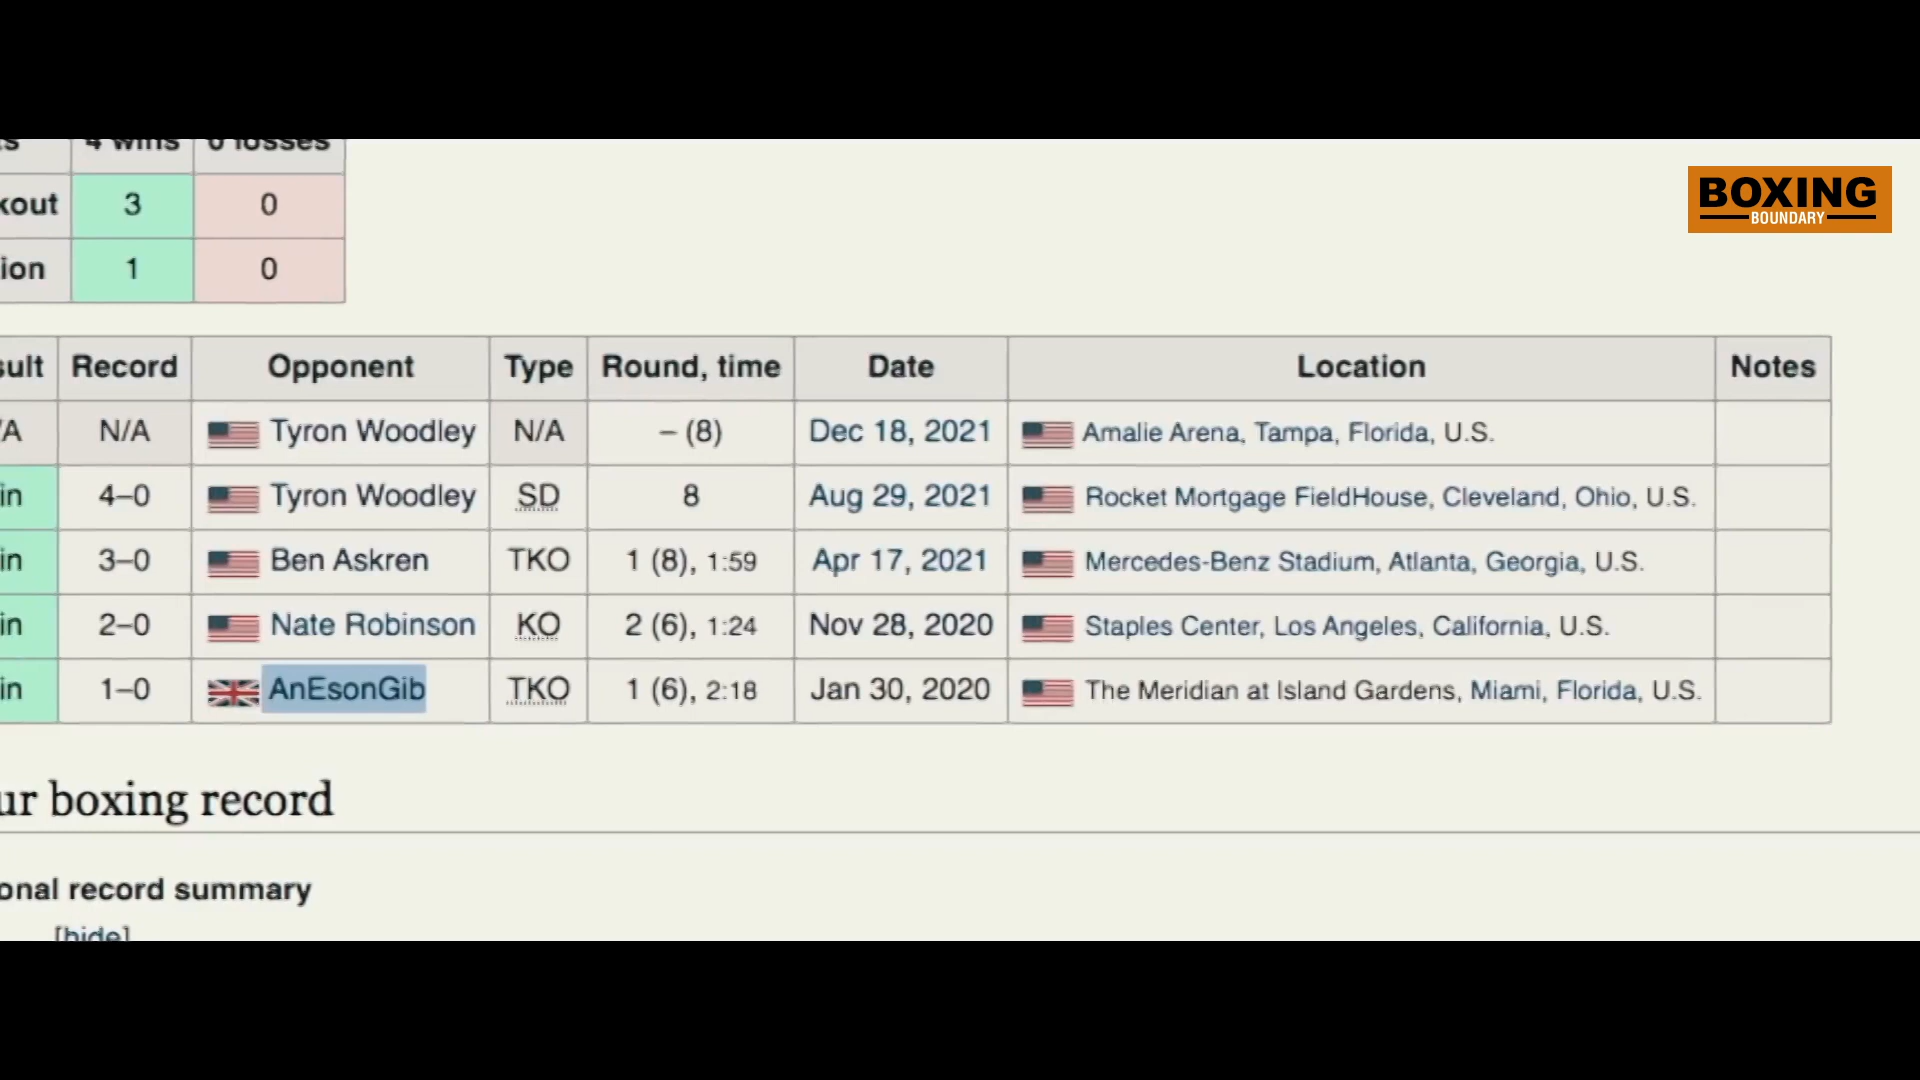 4 wins 0 losses
BOXING
BOUNDARY
kout 3 0
ion 1 0
sult Record Opponent Type Round, time Date Location Notes
/A N/A Tyron Woodley N/A – (8) Dec 18, 2021 Amalie Arena, Tampa, Florida, U.S.
in 4–0 Tyron Woodley SD 8 Aug 29, 2021 Rocket Mortgage FieldHouse, Cleveland, Ohio, U.S.
in 3–0 Ben Askren TKO 1 (8), 1:59 Apr 17, 2021 Mercedes-Benz Stadium, Atlanta, Georgia, U.S.
in 2–0 Nate Robinson KO 2 (6), 1:24 Nov 28, 2020 Staples Center, Los Angeles, California, U.S.
in 1–0 AnEsonGib TKO 1 (6), 2:18 Jan 30, 2020 The Meridian at Island Gardens, Miami, Florida, U.S.
ur boxing record
onal record summary
[hide]